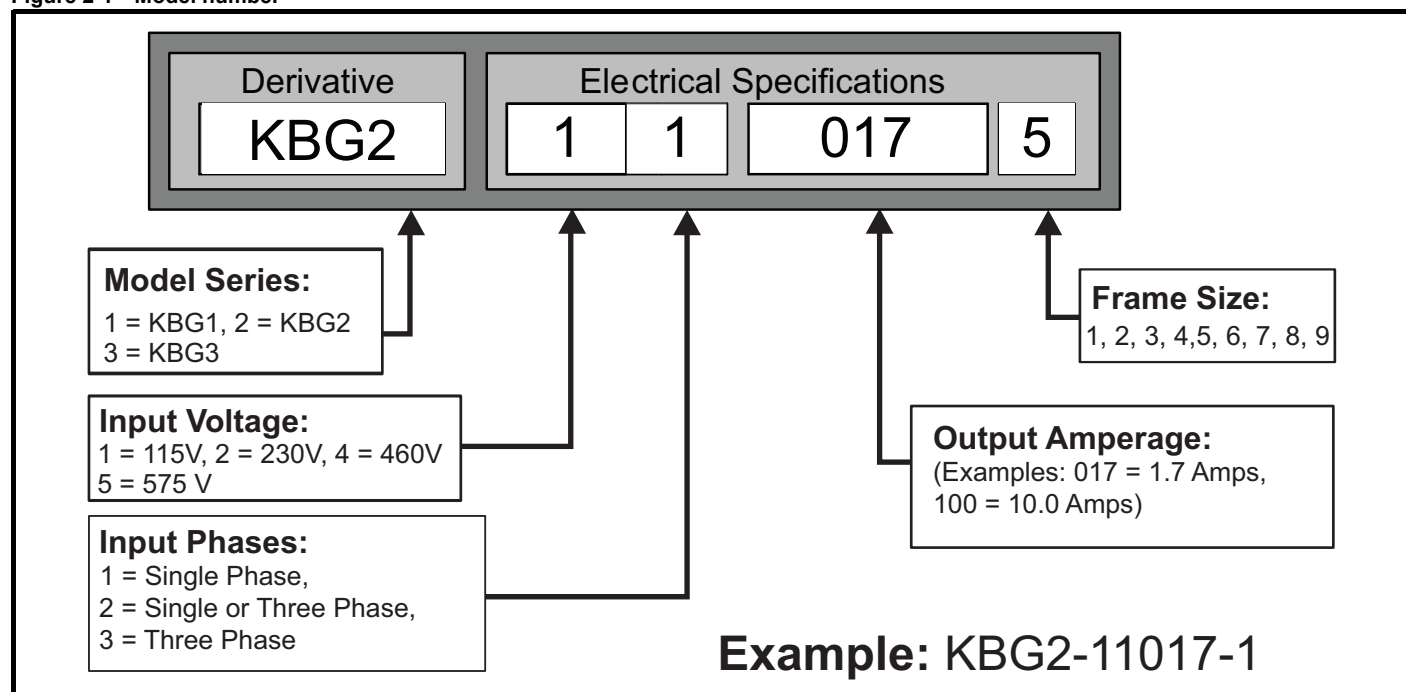 Figure 2-1 Model number
Derivative
Electrical Specifications
KBG2
1
1
017
5
Model Series:
1 = KBG1, 2 = KBG2
3 = KBG3
Frame Size:
1, 2, 3, 4,5, 6, 7, 8, 9
Input Voltage:
1 = 115V, 2 = 230V, 4 = 460V
5 = 575 V
Output Amperage:
(Examples: 017 = 1.7 Amps,
100 = 10.0 Amps)
Input Phases:
1 = Single Phase,
2 = Single or Three Phase,
3 = Three Phase
Example: KBG2-11017-1